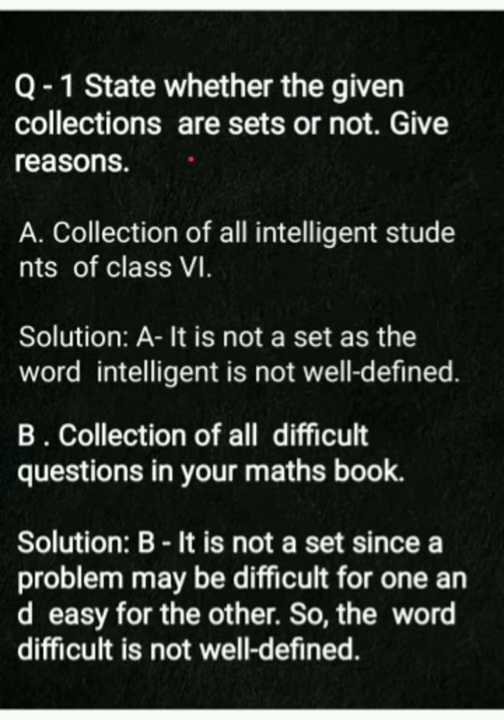 Q - 1 State whether the given
collections are sets or not. Give
reasons.
A. Collection of all intelligent stude
nts of class VI.
Solution: A- It is not a set as the
word intelligent is not well-defined.
B . Collection of all difficult
questions in your maths book.
Solution: B - It is not a set since a
problem may be difficult for one an
d easy for the other. So, the word
difficult is not well-defined.